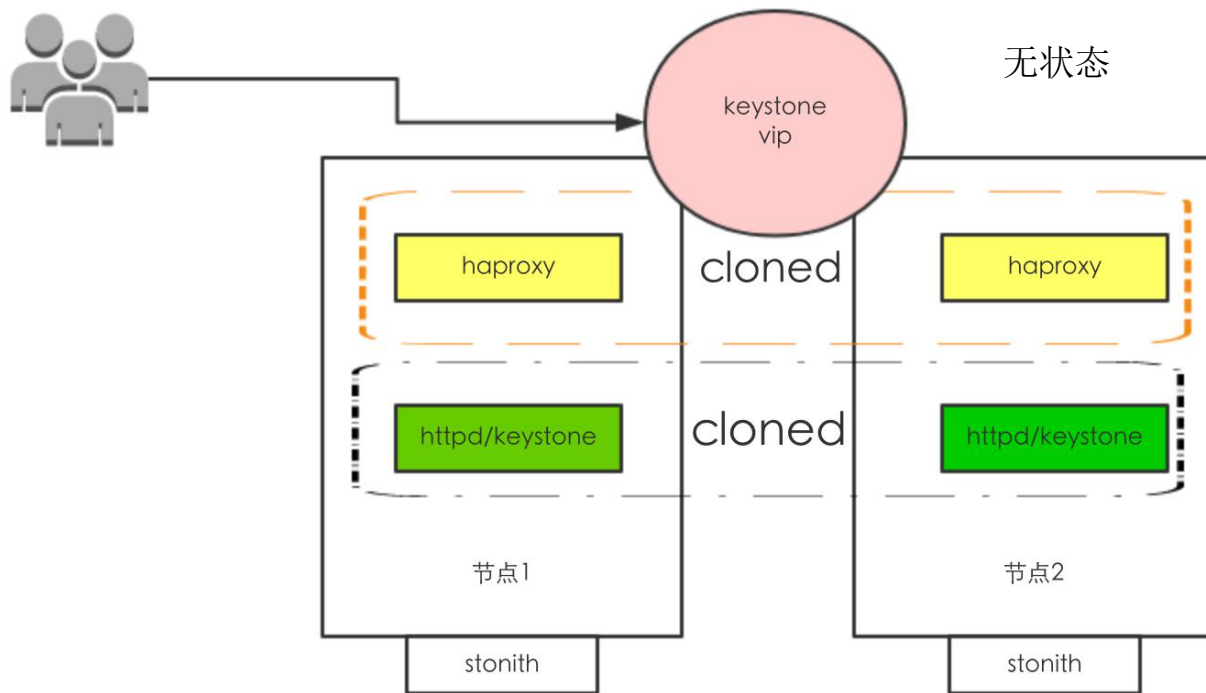 无状态
keystone
vip
haproxy
cloned
haproxy
httpd/keystone
cloned
httpd/keystone
节点1
节点2
stonith
stonith